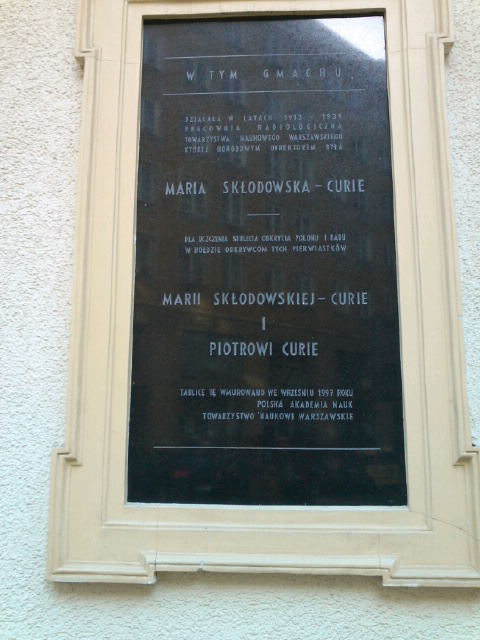 W TYM GMACHU
DZIAŁAŁA W LATACH 1913 - 1939
PRACOWNIA RADIOLOGICZNA
TOWARZYSTWA NAUKOWEGO WARSZAWSKIEGO
KTÓREJ HONOROWYM DYREKTOREM BYŁA
MARIA SKŁODOWSKA - CURIE
DLA UCZCZENIA STULECIA ODKRYCIA POLONU I RADU
W HOŁDZIE ODKRYWCOM TYCH PIERWIASTKÓW
MARII SKŁODOWSKIEJ - CURIE
I
PIOTROWI CURIE
TABLICĘ TĘ WMUROWANO WE WRZEŚNIU 1997 ROKU
POLSKA AKADEMIA NAUK
TOWARZYSTWO NAUKOWE WARSZAWSKIE